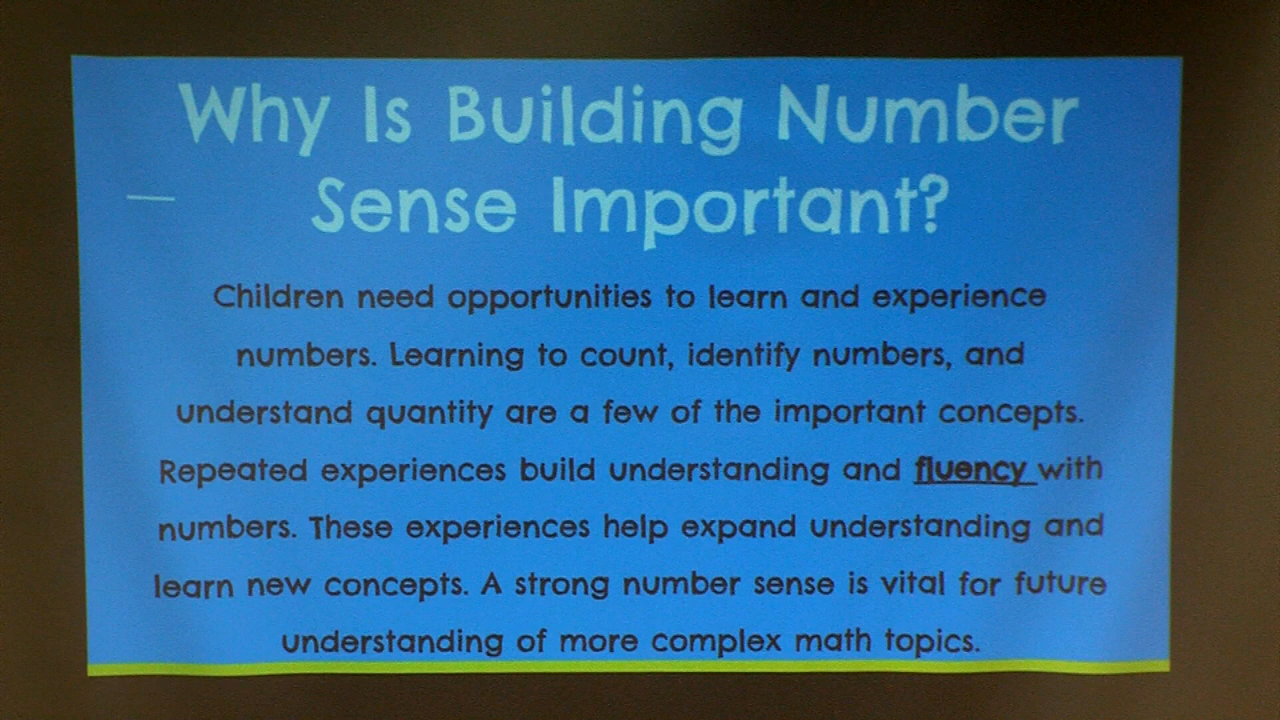 Why Is Building Number
Sense Important?
Children need opportunities to learn and experience
numbers. Learning to count, identify numbers, and
understand quantity are a few of the important concepts.
Repeated experiences build understanding and fluency with
numbers. These experiences help expand understanding and
learn new concepts. A strong number sense is vital for future
understanding of more complex math topics.